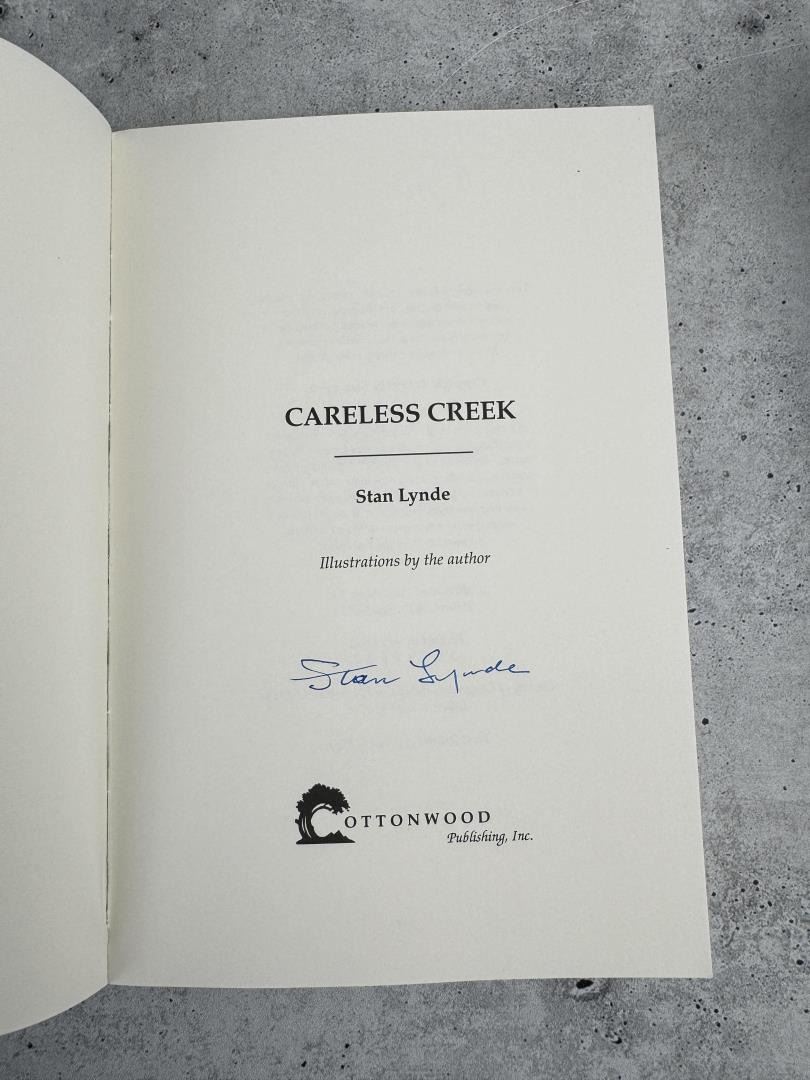 CARELESS CREEK
Stan Lynde
Illustrations by the author
Stan Lynde
COTTONWOOD
Publishing, Inc.